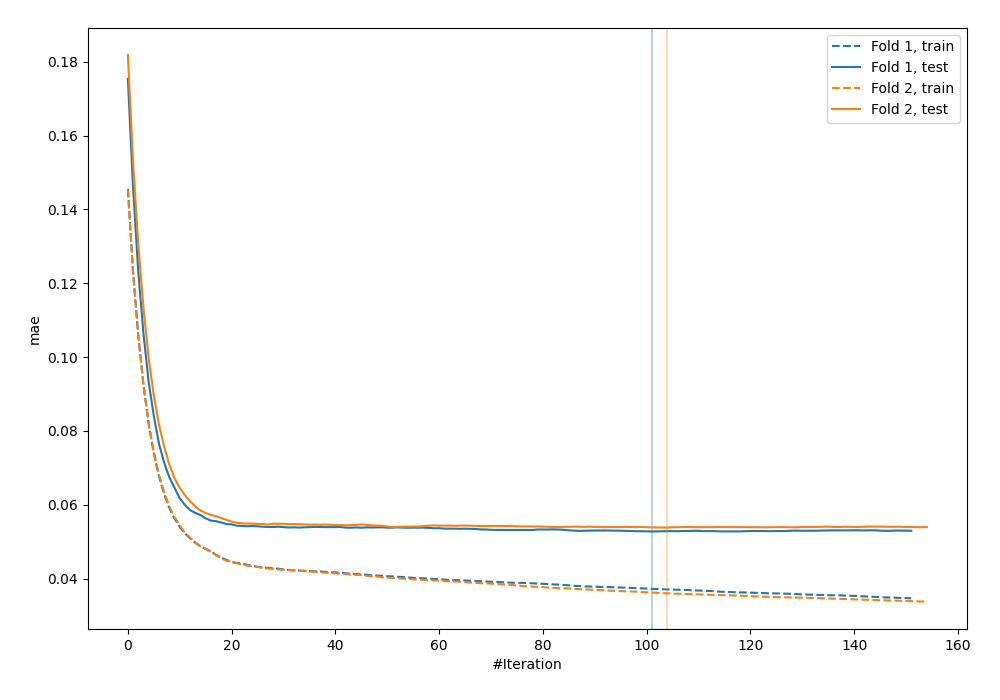 0.18
0.16
0.14
0.12
0.10
0.08
0.06
0.04
mae
0 20 40 60 80 100 120 140 160
#Iteration
Fold 1, train
Fold 1, test
Fold 2, train
Fold 2, test